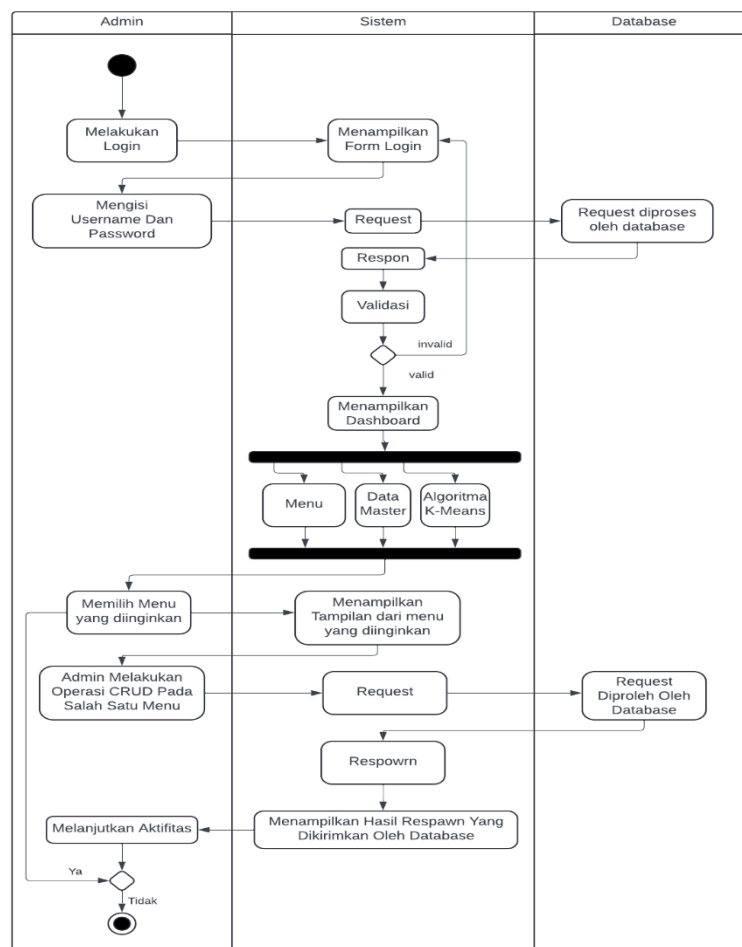 Admin
Sistem
Database
Melakukan
Login
Menampilkan
Form Login
Mengisi
Username Dan
Password
Request
Request diproses
oleh database
Respon
Validasi
invalid
valid
Menampilkan
Dashboard
Menu
Data
Master
Algoritma
K-Means
Memilih Menu
yang diinginkan
Menampilkan
Tampilan dari menu
yang diinginkan
Admin Melakukan
Operasi CRUD Pada
Salah Satu Menu
Request
Request
Diproleh Oleh
Database
Respowrn
Menampilkan Hasil Respawn Yang
Dikirimkan Oleh Database
Melanjutkan Aktifitas
Ya
Tidak